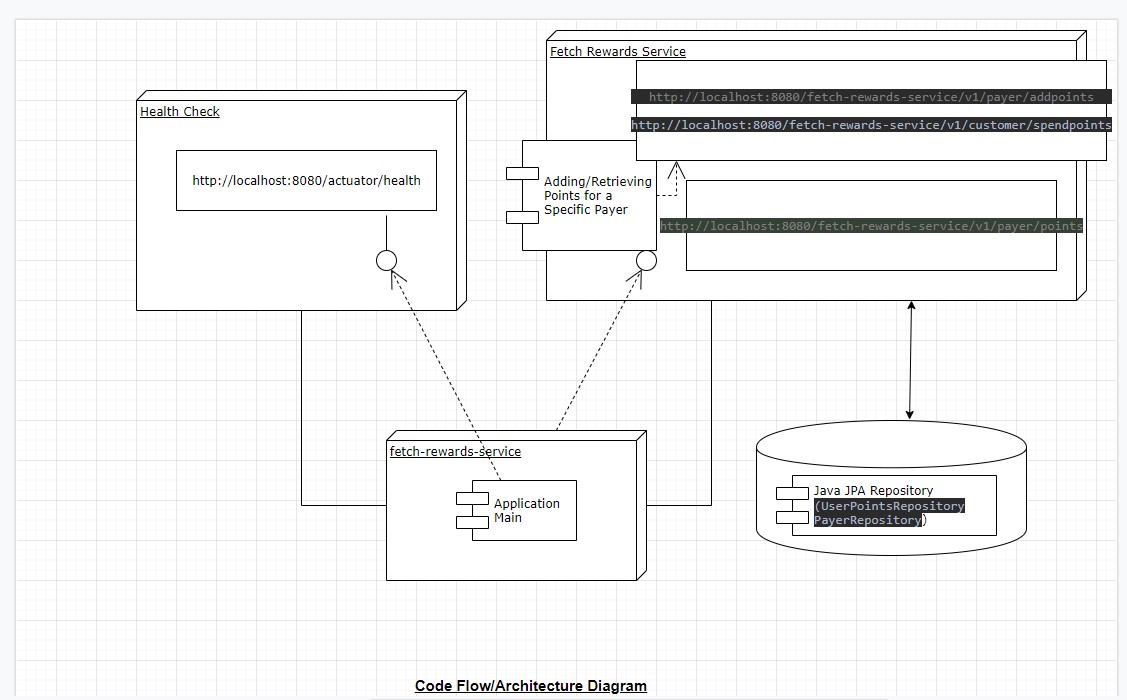 Fetch Rewards Service
http://localhost:8080/fetch-rewards-service/v1/payer/addpoints
http://localhost:8080/fetch-rewards-service/v1/customer/spendpoints
Health Check
http://localhost:8080/actuator/health
Adding/Retrieving
Points for a
Specific Payer
http://localhost:8080/fetch-rewards-service/v1/payer/points
fetch-rewards-service
Application
Main
Java JPA Repository
(UserPointsRepository
PayerRepository)
Code Flow/Architecture Diagram